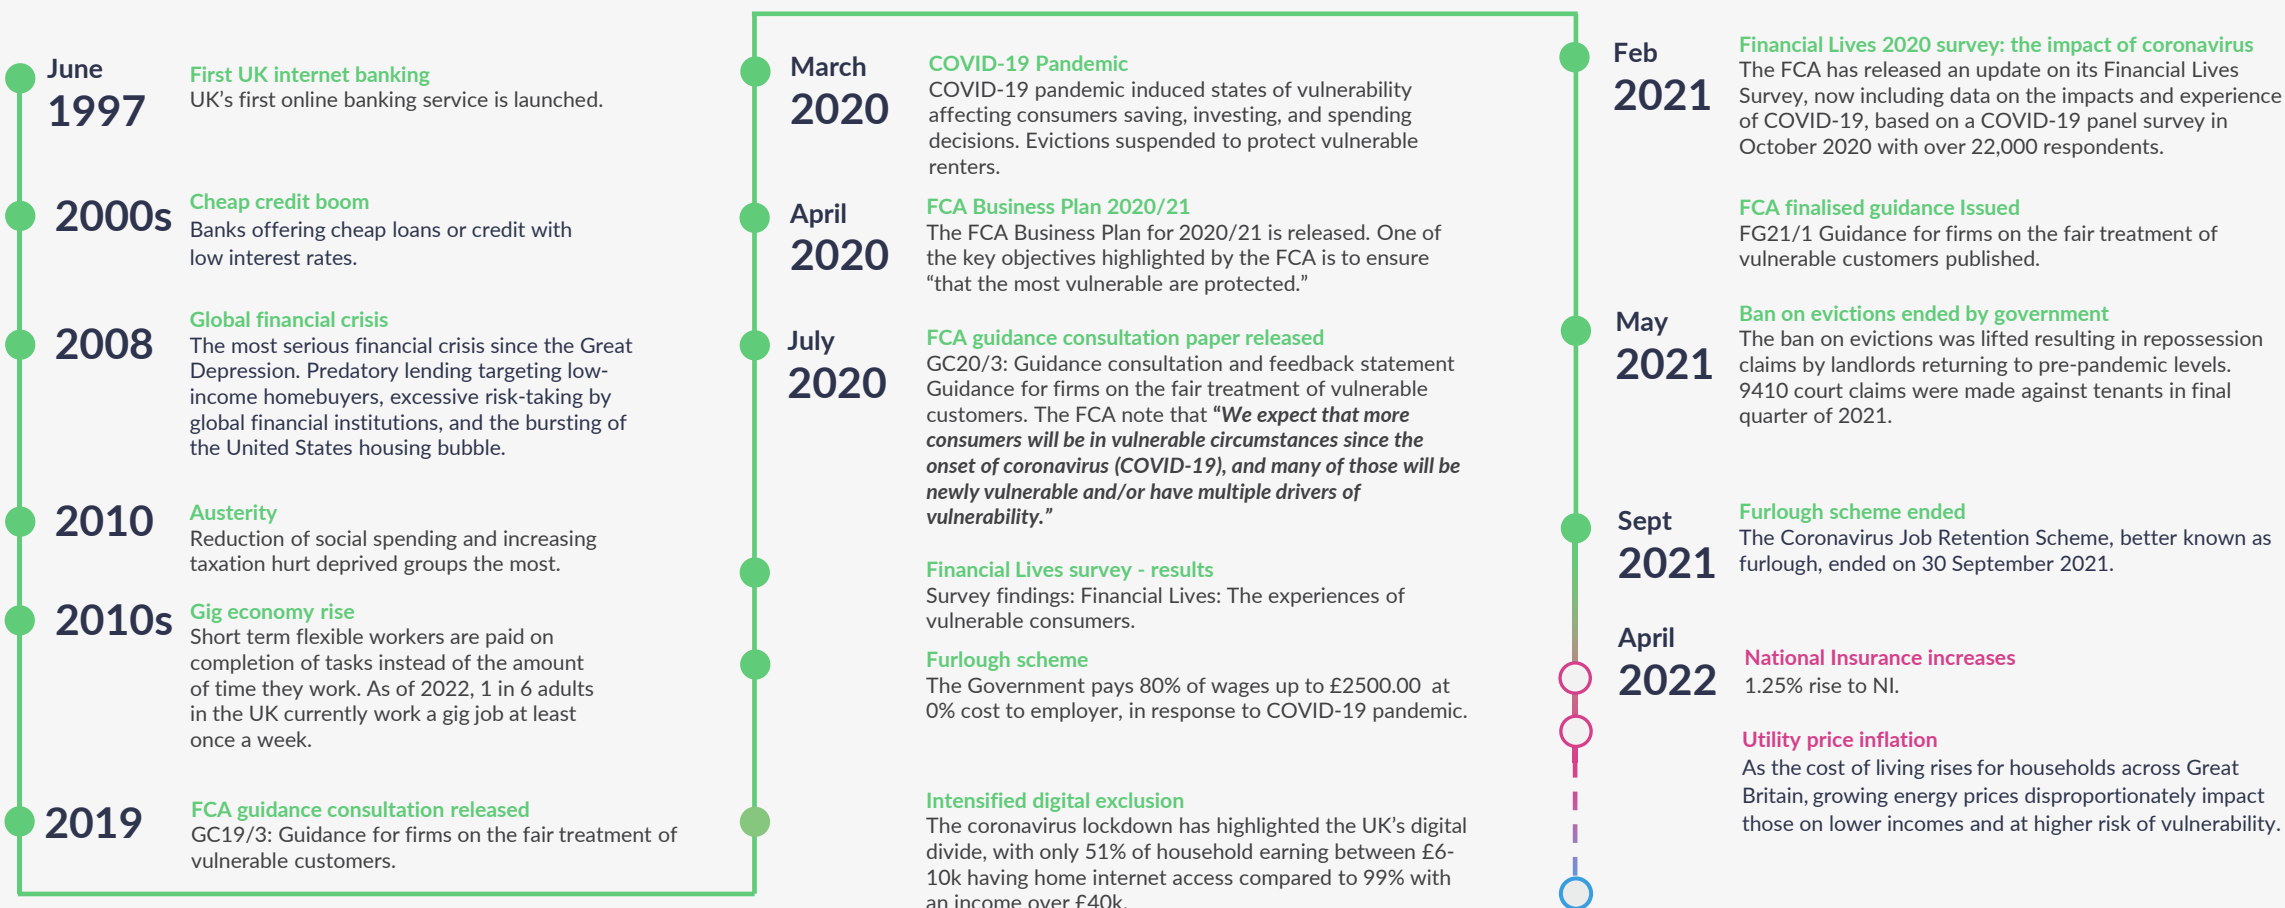 June
1997
First UK internet banking
UK's first online banking service is launched.
2000s
Cheap credit boom
Banks offering cheap loans or credit with
low interest rates.
2008
Global financial crisis
The most serious financial crisis since the Great
Depression. Predatory lending targeting low-
income homebuyers, excessive risk-taking by
global financial institutions, and the bursting of
the United States housing bubble.
2010
Austerity
Reduction of social spending and increasing
taxation hurt deprived groups the most.
2010s
Gig economy rise
Short term flexible workers are paid on
completion of tasks instead of the amount
of time they work. As of 2022, 1 in 6 adults
in the UK currently work a gig job at least
once a week.
2019
FCA guidance consultation released
GC19/3: Guidance for firms on the fair treatment of
vulnerable customers.
March
2020
COVID-19 Pandemic
COVID-19 pandemic induced states of vulnerability
affecting consumers saving, investing, and spending
decisions. Evictions suspended to protect vulnerable
renters.
April
2020
FCA Business Plan 2020/21
The FCA Business Plan for 2020/21 is released. One of
the key objectives highlighted by the FCA is to ensure
“that the most vulnerable are protected.”
July
2020
FCA guidance consultation paper released
GC20/3: Guidance consultation and feedback statement
Guidance for firms on the fair treatment of vulnerable
customers. The FCA note that “We expect that more
consumers will be in vulnerable circumstances since the
onset of coronavirus (COVID-19), and many of those will be
newly vulnerable and/or have multiple drivers of
vulnerability.”
Financial Lives survey - results
Survey findings: Financial Lives: The experiences of
vulnerable consumers.
Furlough scheme
The Government pays 80% of wages up to £2500.00 at
0% cost to employer, in response to COVID-19 pandemic.
Intensified digital exclusion
The coronavirus lockdown has highlighted the UK's digital
divide, with only 51% of household earning between £6-
10k having home internet access compared to 99% with
an income over £40k.
Feb
2021
Financial Lives 2020 survey: the impact of coronavirus
The FCA has released an update on its Financial Lives
Survey, now including data on the impacts and experience
of COVID-19, based on a COVID-19 panel survey in
October 2020 with over 22,000 respondents.
FCA finalised guidance Issued
FG21/1 Guidance for firms on the fair treatment of
vulnerable customers published.
May
2021
Ban on evictions ended by government
The ban on evictions was lifted resulting in repossession
claims by landlords returning to pre-pandemic levels.
9410 court claims were made against tenants in final
quarter of 2021.
Sept
2021
Furlough scheme ended
The Coronavirus Job Retention Scheme, better known as
furlough, ended on 30 September 2021.
April
2022
National Insurance increases
1.25% rise to NI.
Utility price inflation
As the cost of living rises for households across Great
Britain, growing energy prices disproportionately impact
those on lower incomes and at higher risk of vulnerability.